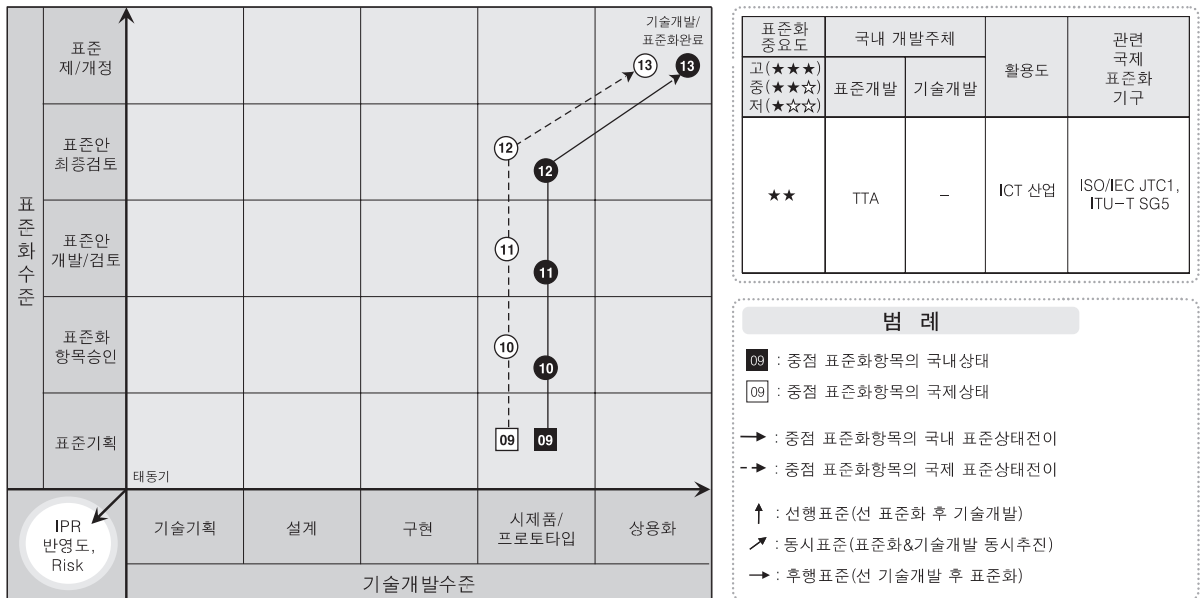 표준화수준
표준
제/개정
표준안
최종검토
표준안
개발/검토
표준화
항목승인
표준기획
기술개발/
표준화완료
13
13
12
12
11
11
10
10
09
09
태동기
IPR
반영도,
Risk
기술기획
설계
구현
시제품/
프로토타입
상용화
기술개발수준
표준화
중요도
고(★★★)
중(★★☆)
저(★☆☆)
국내 개발주체
표준개발
기술개발
활용도
관련
국제
표준화
기구
★★
TTA
–
ICT 산업
ISO/IEC JTC1,
ITU-T SG5
범 례
09 : 중점 표준화항목의 국내상태
09 : 중점 표준화항목의 국제상태
: 중점 표준화항목의 국내 표준상태전이
: 중점 표준화항목의 국제 표준상태전이
: 선행표준(선 표준화 후 기술개발)
: 동시표준(표준화&기술개발 동시추진)
: 후행표준(선 기술개발 후 표준화)